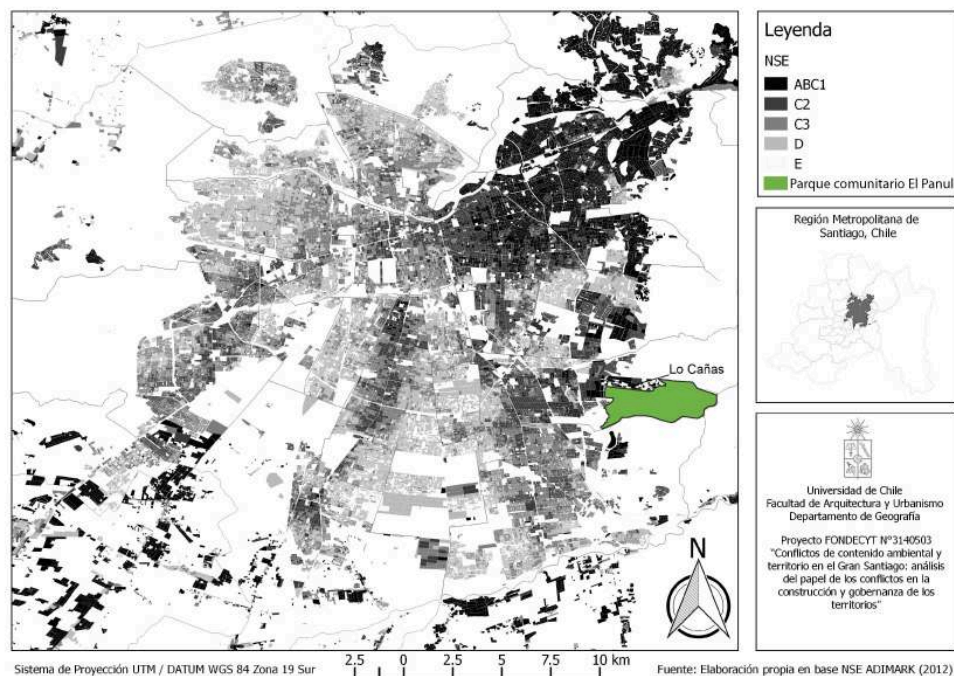 Leyenda
NSE
ABC1
C2
C3
D
E
Parque comunitario El Panul
Lo Cañas
Región Metropolitana de
Santiago, Chile
Universidad de Chile
Facultad de Arquitectura y Urbanismo
Departamento de Geografía
Proyecto FONDECYT N°3140503
"Conflictos de contenido ambiental y
territorio en el Gran Santiago: análisis
del papel de los conflictos en la
construcción y gobernanza de los
territorios"
N
Sistema de Proyección UTM / DATUM WGS 84 Zona 19 Sur
2.5 0 2.5 5 7.5 10 km
Fuente: Elaboración propia en base NSE ADIMARK (2012)